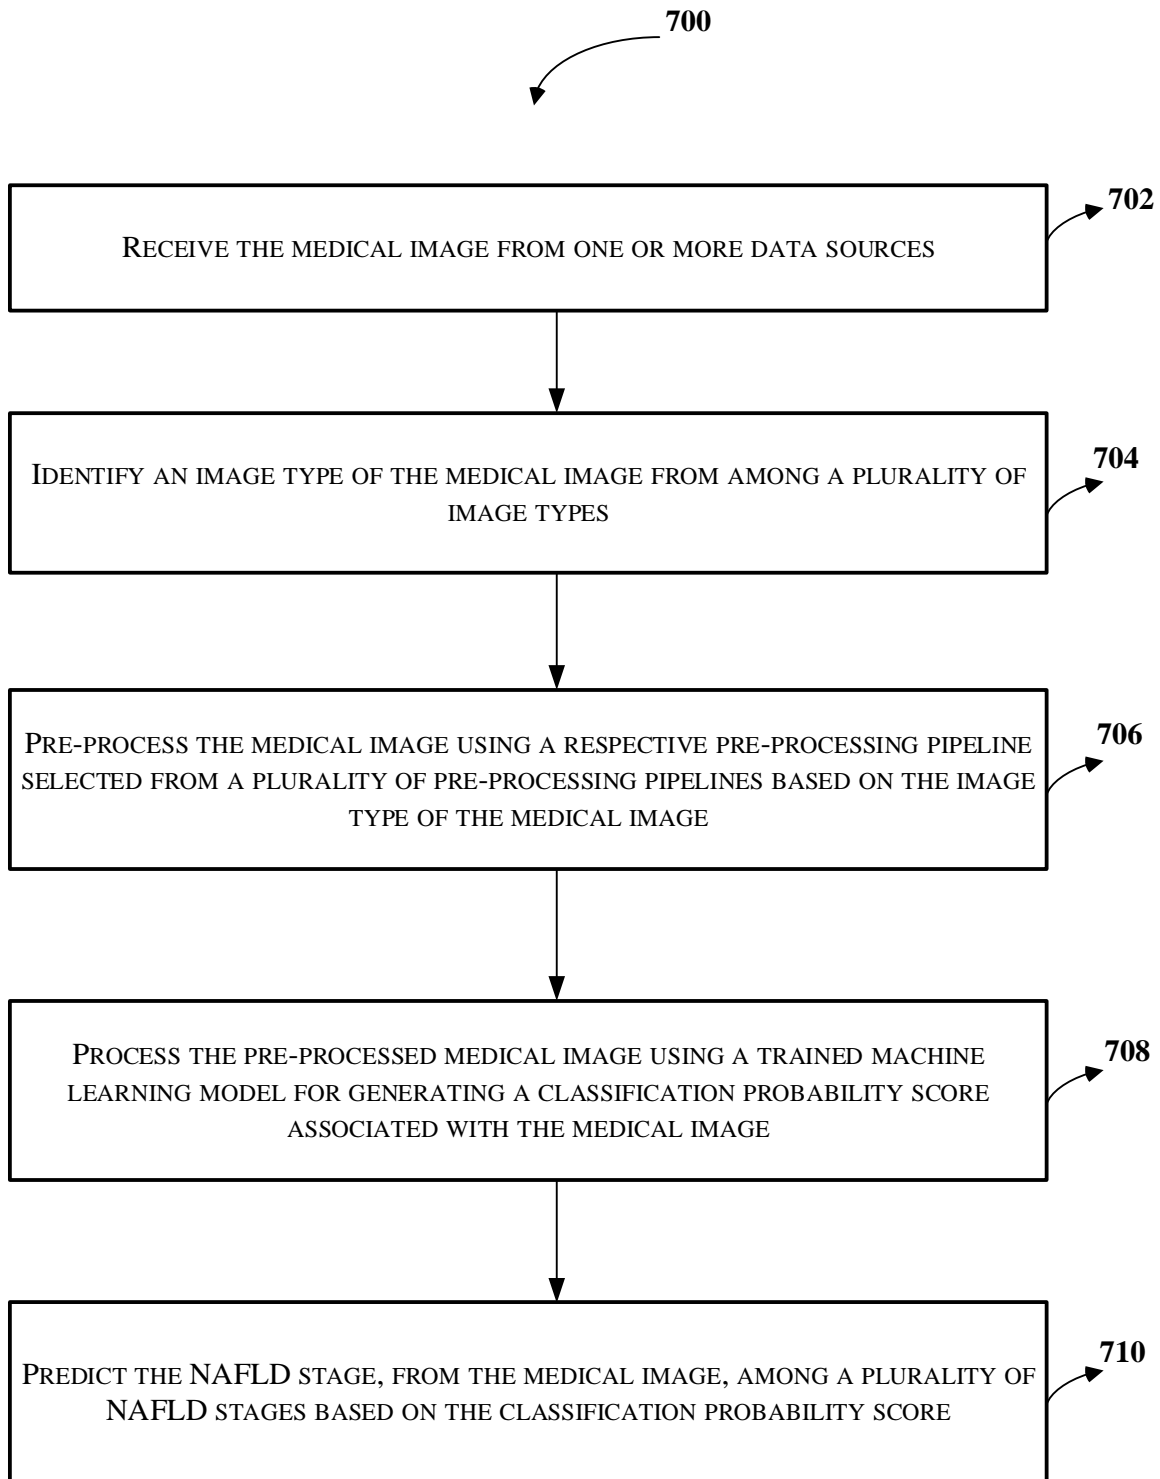 700
702
RECEIVE THE MEDICAL IMAGE FROM ONE OR MORE DATA SOURCES
704
IDENTIFY AN IMAGE TYPE OF THE MEDICAL IMAGE FROM AMONG A PLURALITY OF
IMAGE TYPES
706
PRE-PROCESS THE MEDICAL IMAGE USING A RESPECTIVE PRE-PROCESSING PIPELINE
SELECTED FROM A PLURALITY OF PRE-PROCESSING PIPELINES BASED ON THE IMAGE
TYPE OF THE MEDICAL IMAGE
708
PROCESS THE PRE-PROCESSED MEDICAL IMAGE USING A TRAINED MACHINE
LEARNING MODEL FOR GENERATING A CLASSIFICATION PROBABILITY SCORE
ASSOCIATED WITH THE MEDICAL IMAGE
710
PREDICT THE NAFLD STAGE, FROM THE MEDICAL IMAGE, AMONG A PLURALITY OF
NAFLD STAGES BASED ON THE CLASSIFICATION PROBABILITY SCORE